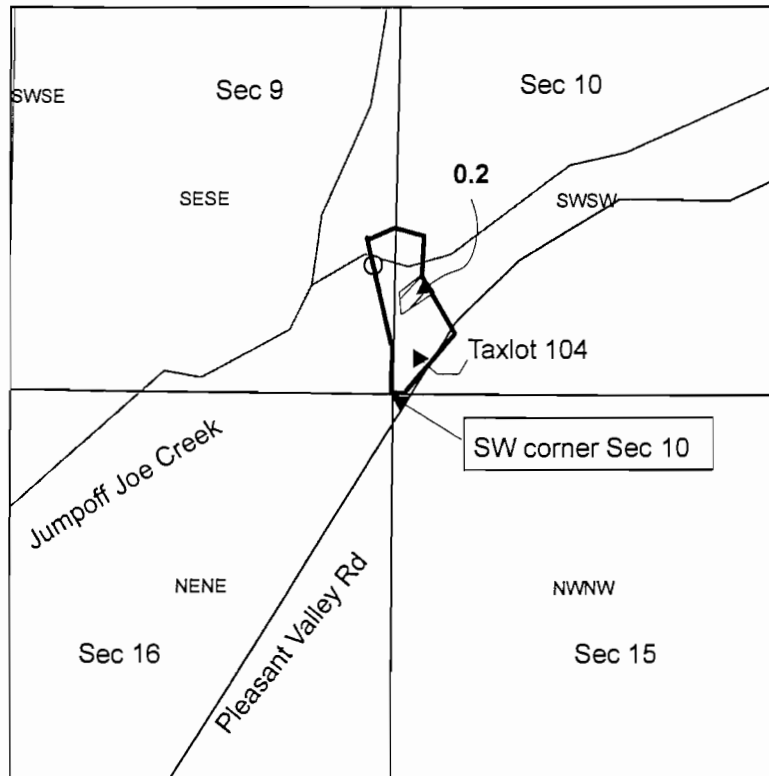 Sec 9
Sec 10
SWSE
0.2
SESE
SWSW
Taxlot 104
SW corner Sec 10
Jumpoff Joe Creek
NENE
NWNW
Pleasant Valley Rd
Sec 16
Sec 15